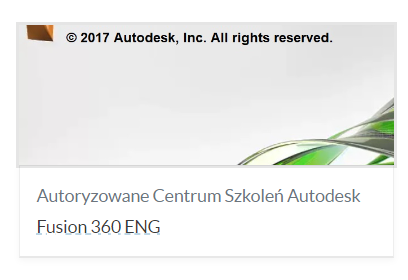 © 2017 Autodesk, Inc. All rights reserved.
Autoryzowane Centrum Szkoleń Autodesk
Fusion 360 ENG